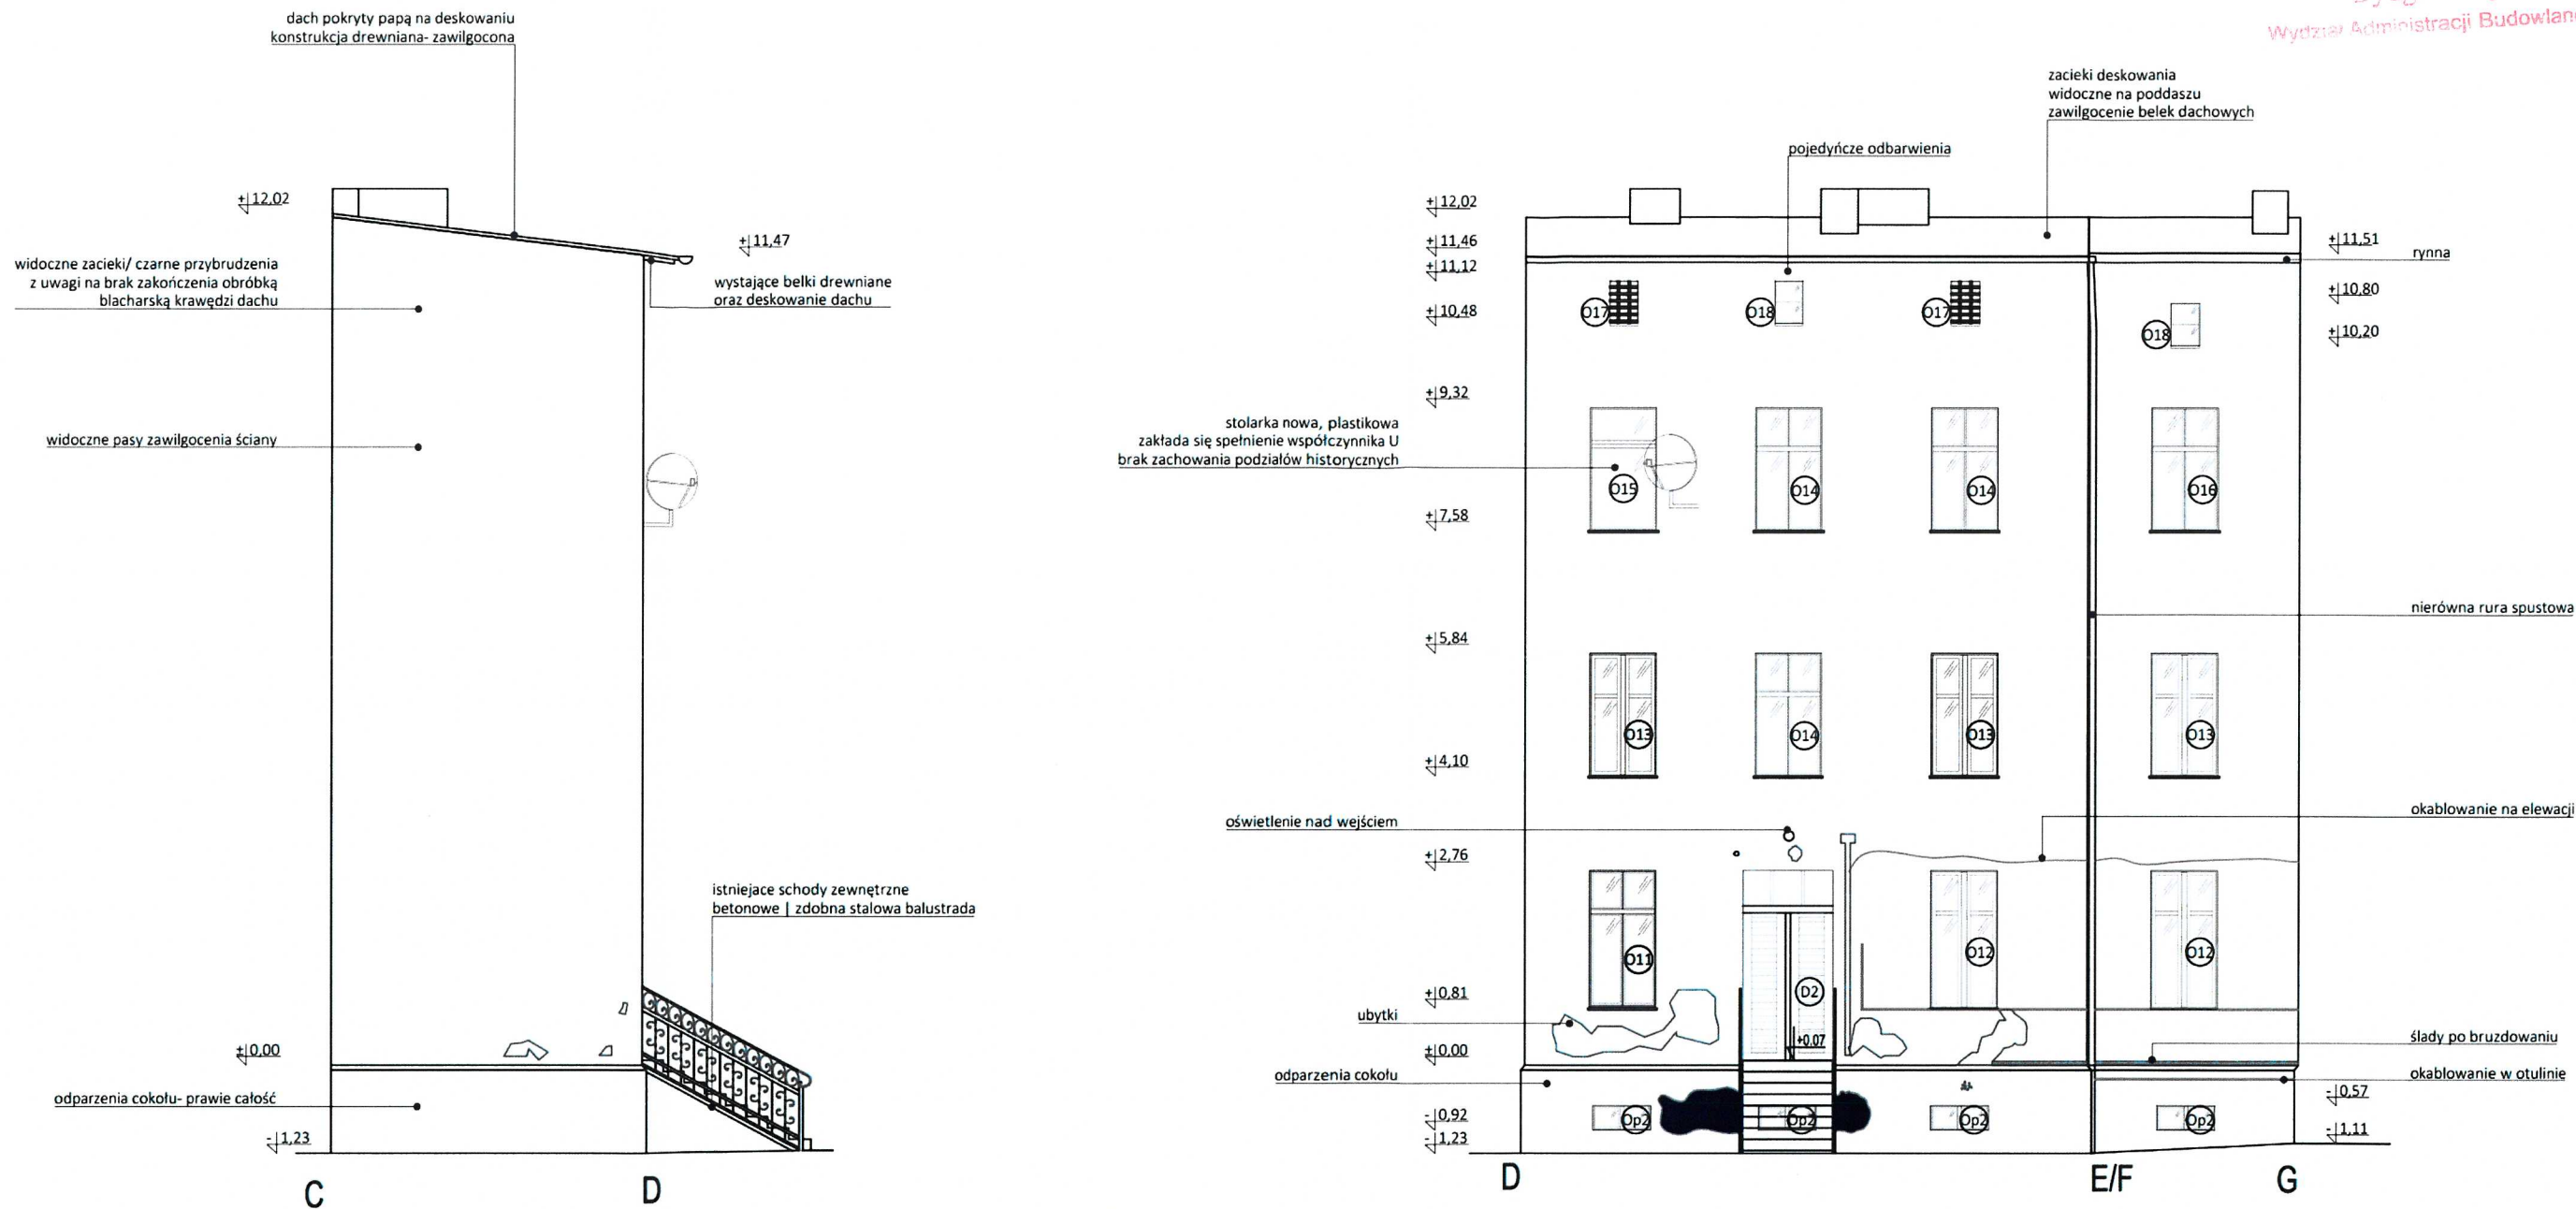 Wydział Administracji Budowlanej
dach pokryty papą na deskowaniu
konstrukcja drewniana- zawilgocona
+12,02
+11,47
widoczne zacieki/ czarne przybrudzenia
z uwagi na brak zakończenia obróbką
blacharską krawędzi dachu
wystające belki drewniane
oraz deskowanie dachu
widoczne pasy zawilgocenia ściany
istniejace schody zewnętrzne
betonowe | zdobna stalowa balustrada
+0,00
odparzenia cokołu- prawie całość
-1,23
C
D
zacieki deskowania
widoczne na poddaszu
zawilgocenie belek dachowych
pojedyńcze odbarwienia
+12,02
+11,46
+11,12
+10,48
+9,32
+7,58
+5,84
+4,10
+2,76
+0,81
+0,00
-0,92
-1,23
+11,51
rynna
+10,80
+10,20
O17
O18
O17
O18
stolarka nowa, plastikowa
zakłada się spełnienie współczynnika U
brak zachowania podziałów historycznych
O15
O14
O14
O16
nierówna rura spustowa
O13
O14
O13
O13
oświetlenie nad wejściem
okablowanie na elewacji
O11
D2
O12
O12
ubytki
+0.07
ślady po bruzdowaniu
odparzenia cokołu
okablowanie w otulinie
-0,57
Op2
Op2
Op2
Op2
-1,11
D
E/F
G